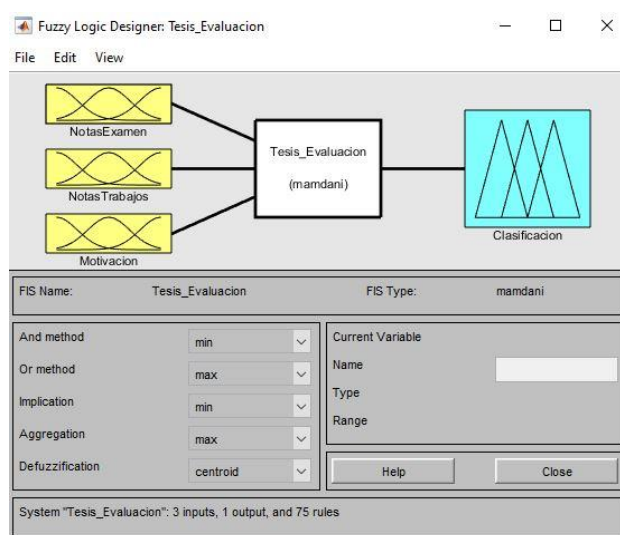 Fuzzy Logic Designer: Tesis_Evaluacion
File Edit View
NotasExamen
NotasTrabajos
Motivacion
Tesis_Evaluacion
(mamdani)
Clasificacion
FIS Name: Tesis_Evaluacion FIS Type: mamdani
And method min
Or method max
Implication min
Aggregation max
Defuzzification centroid
Current Variable
Name
Type
Range
Help Close
System "Tesis_Evaluacion": 3 inputs, 1 output, and 75 rules